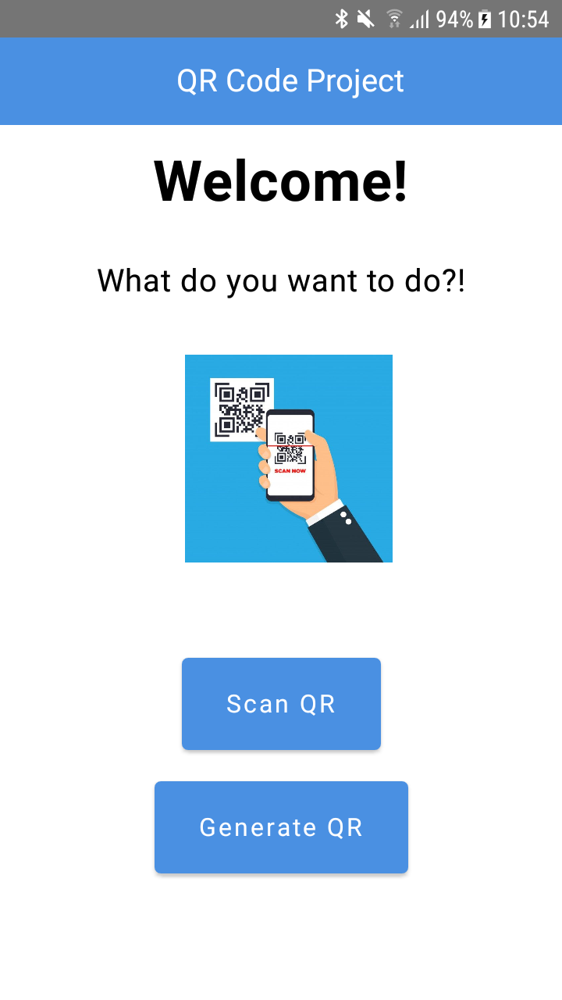 94% 10:54
QR Code Project
Welcome!
What do you want to do?!
SCAN NOW
Scan QR
Generate QR